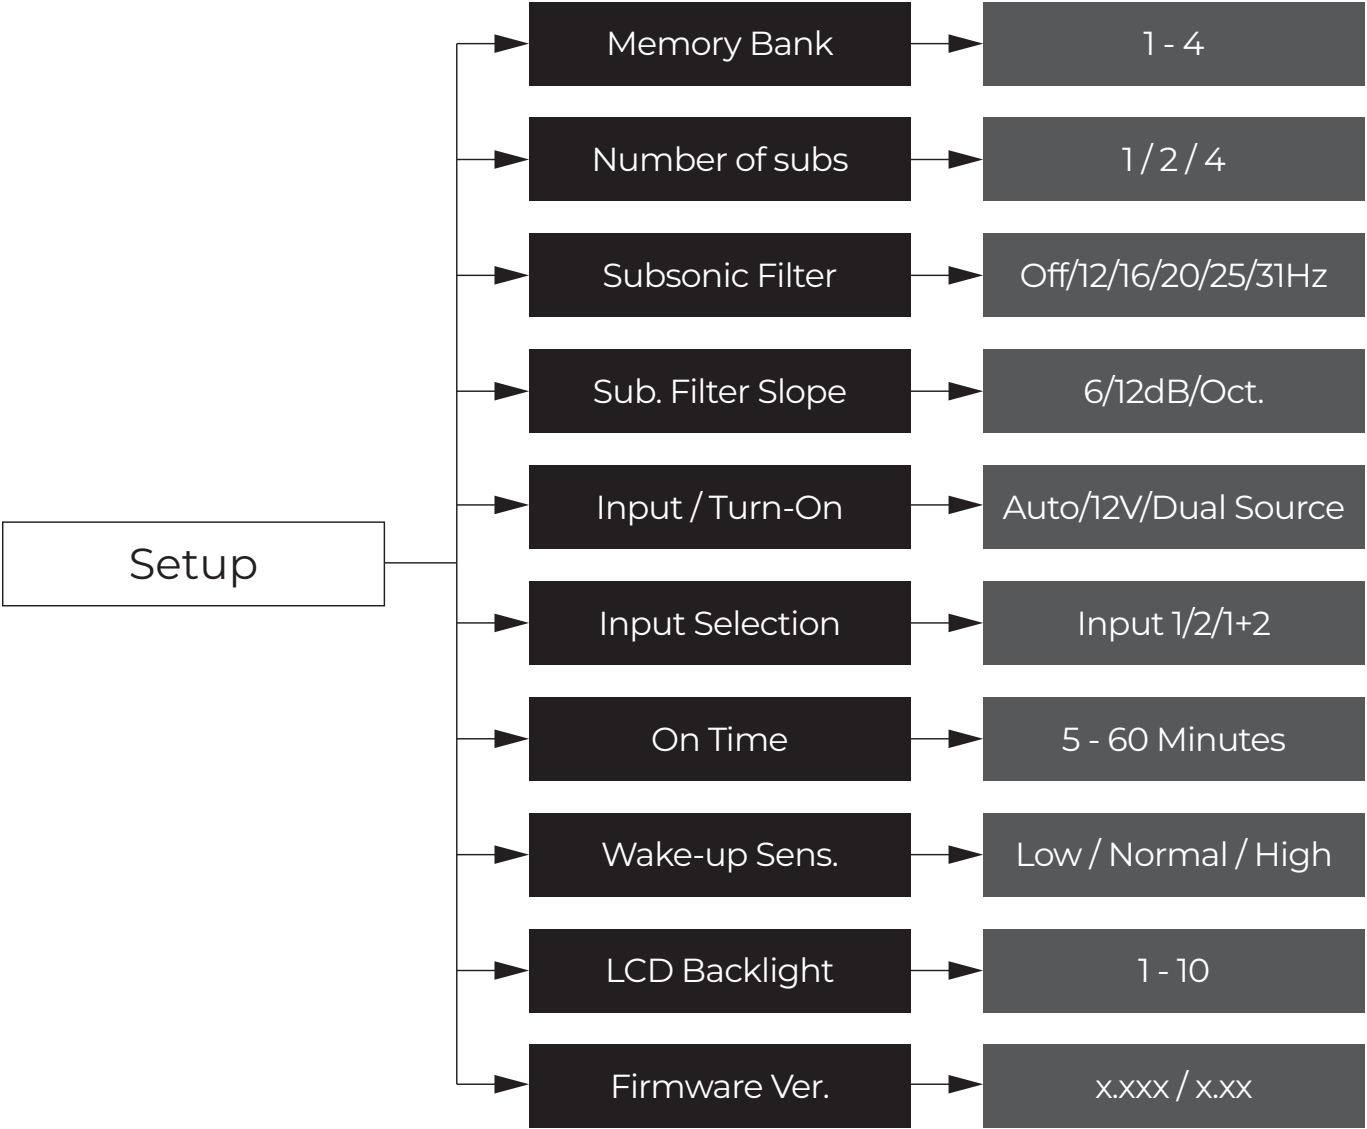 Setup
Memory Bank
1 - 4
Number of subs
1 / 2 / 4
Subsonic Filter
Off/12/16/20/25/31Hz
Sub. Filter Slope
6/12dB/Oct.
Input / Turn-On
Auto/12V/Dual Source
Input Selection
Input 1/2/1+2
On Time
5 - 60 Minutes
Wake-up Sens.
Low / Normal / High
LCD Backlight
1 - 10
Firmware Ver.
x.xxx / x.xx